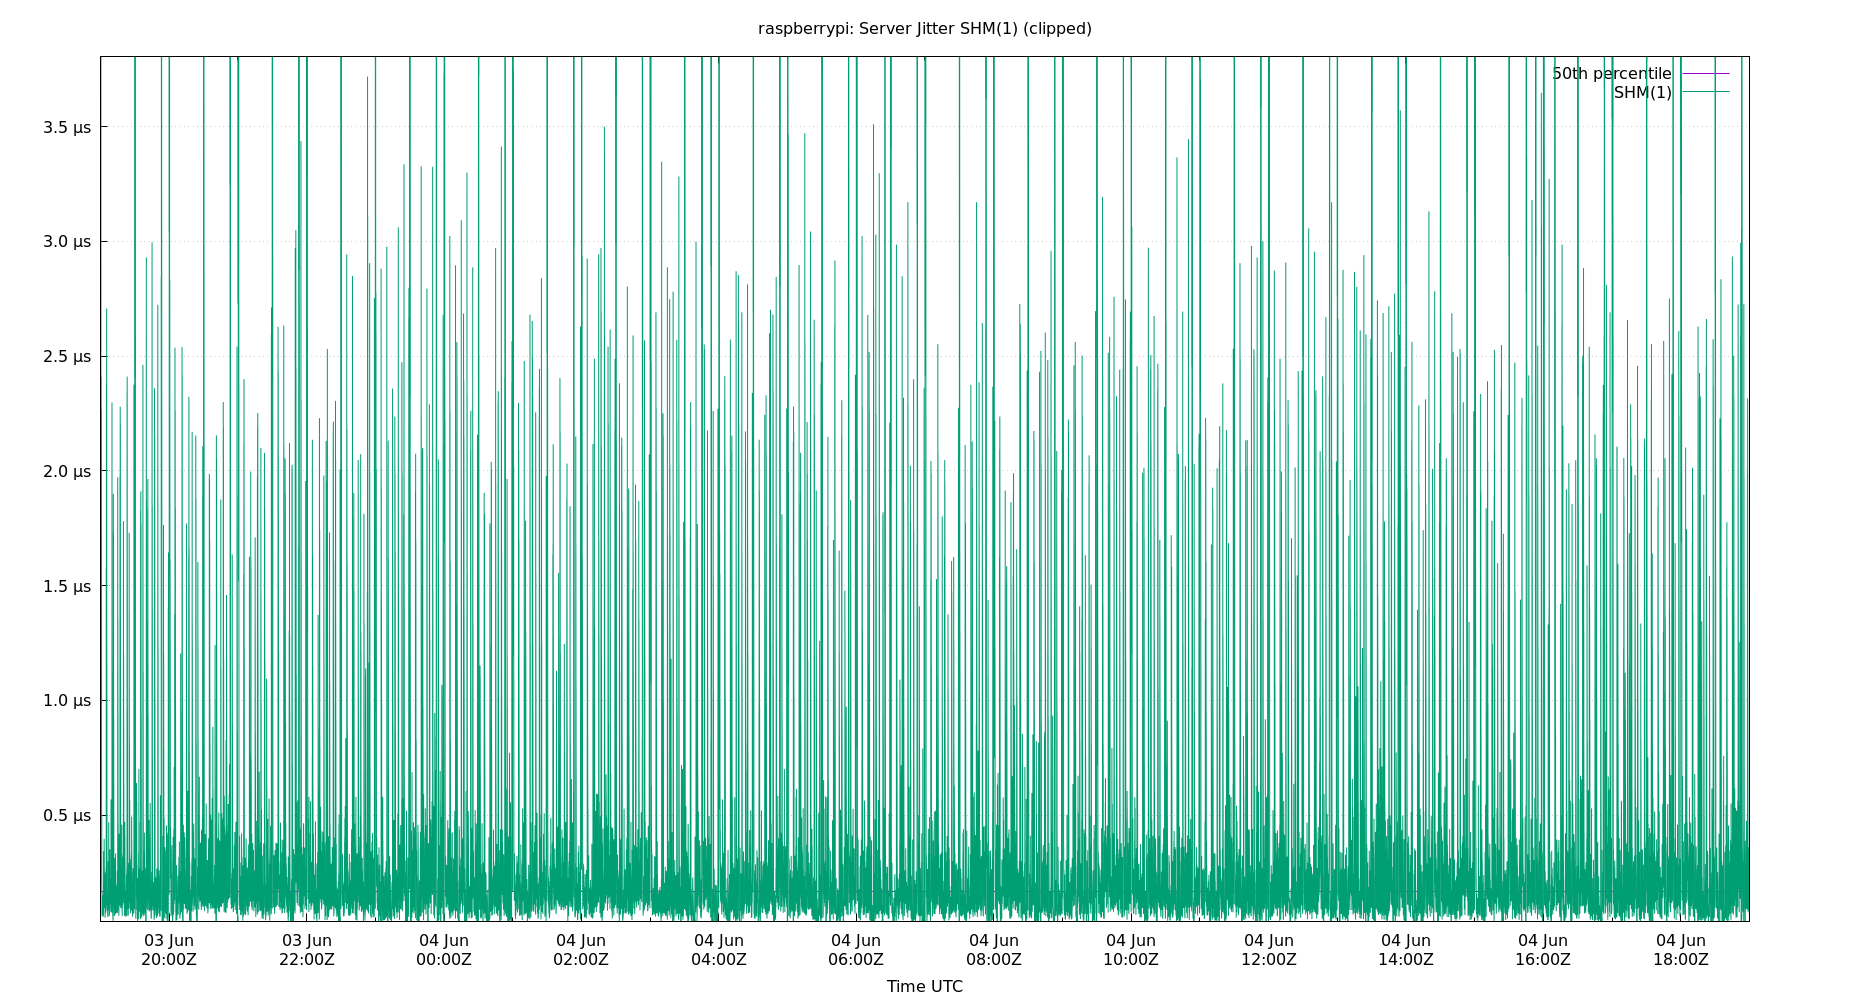 raspberrypi: Server Jitter SHM(1) (clipped)
50th percentile
SHM(1)
3.5 µs
3.0 µs
2.5 µs
2.0 µs
1.5 µs
1.0 µs
0.5 µs
03 Jun 03 Jun 04 Jun 04 Jun 04 Jun 04 Jun 04 Jun 04 Jun 04 Jun 04 Jun 04 Jun 04 Jun
20:00Z 22:00Z 00:00Z 02:00Z 04:00Z 06:00Z 08:00Z 10:00Z 12:00Z 14:00Z 16:00Z 18:00Z
Time UTC